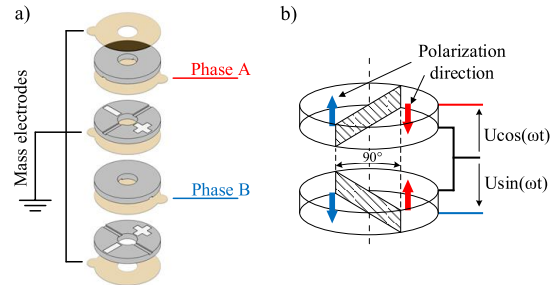 a)
Phase A
Mass electrodes
Phase B
b)
Polarization
direction
Ucos(ωt)
90°
Usin(ωt)